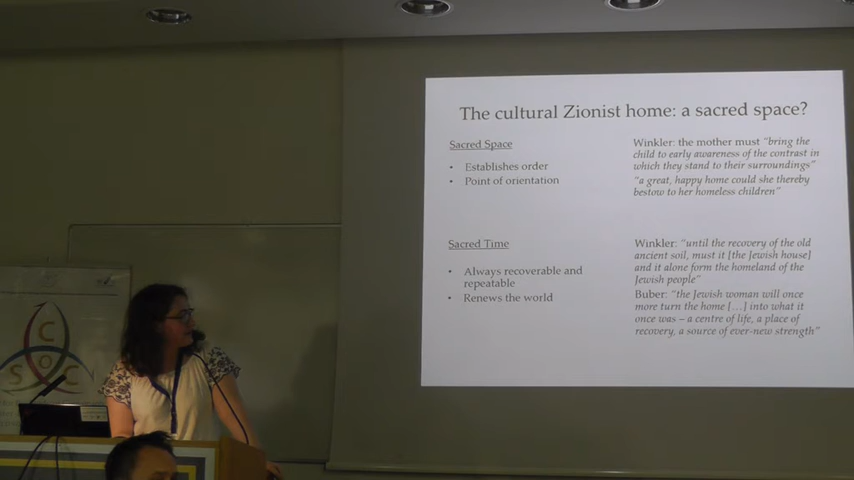 The cultural Zionist home: a sacred space?
Sacred Space
• Establishes order
• Point of orientation
Winkler: the mother must "bring the
child to early awareness of the contrast in
which they stand to their surroundings"
"a great, happy home could she thereby
bestow to her homeless children"
Sacred Time
• Always recoverable and
repeatable
• Renews the world
Winkler: "until the recovery of the old
ancient soil, must it [the Jewish house]
and it alone form the homeland of the
Jewish people"
Buber: "the Jewish woman will once
more turn the home [...] into what it
once was – a centre of life, a place of
recovery, a source of ever-new strength"
C
O
S
C